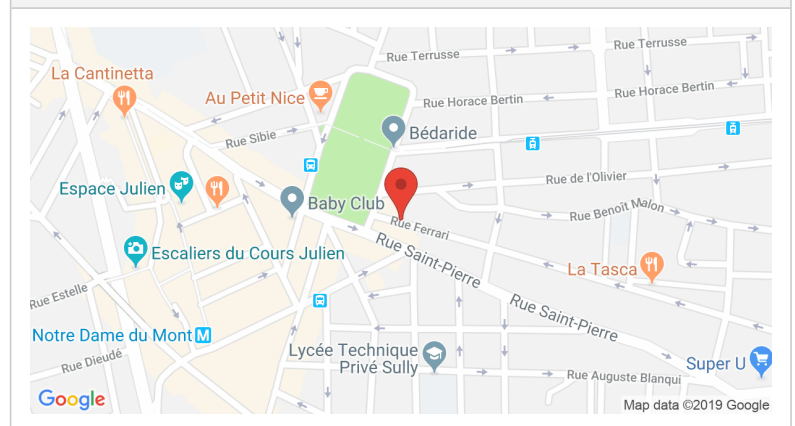 Rue Terrusse
Rue Terrusse
La Cantinetta
Au Petit Nice
Rue Horace Bertin
Rue Horace Bertin
Rue Sibie
Bédaride
Espace Julien
Baby Club
Rue de l'Olivier
Rue Benoît Malon
Rue Ferrari
Escaliers du Cours Julien
Rue Saint-Pierre
La Tasca
Rue Estelle
Rue Saint-Pierre
Notre Dame du Mont M
Lycée Technique
Privé Sully
Rue Dieudé
Super U
Rue Auguste Blanqui
Google
Map data ©2019 Google